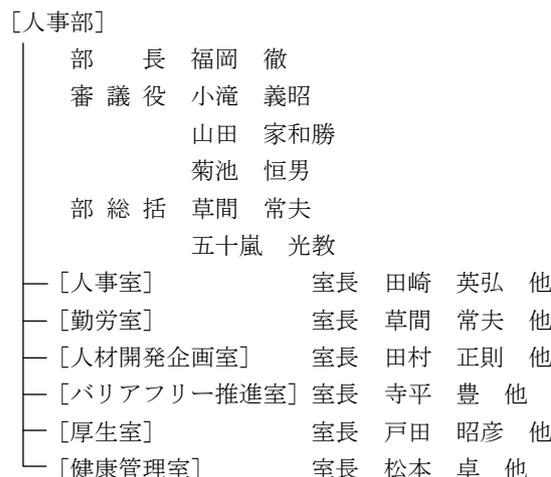 ［人事部］
部　　長　福岡　徹
審 議 役　小滝　義昭
山田　家和勝
菊池　恒男
部 総 括　草間　常夫
五十嵐　光教
［人事室］　室長　田崎　英弘　他
［勤労室］　室長　草間　常夫　他
［人材開発企画室］　室長　田村　正則　他
［バリアフリー推進室］ 室長　寺平　豊　他
［厚生室］　室長　戸田　昭彦　他
［健康管理室］　室長　松本　卓　他